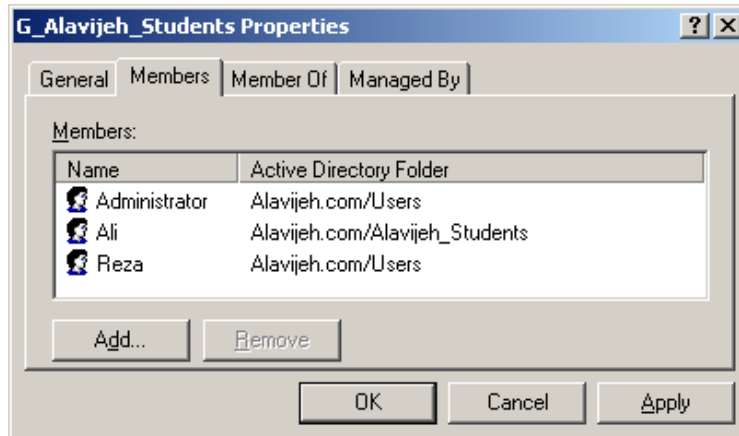 G_Alavijeh_Students Properties
General Members Member Of Managed By
Members:
Name Active Directory Folder
Administrator Alavijeh.com/Users
Ali Alavijeh.com/Alavijeh_Students
Reza Alavijeh.com/Users
Add... Remove
OK Cancel Apply